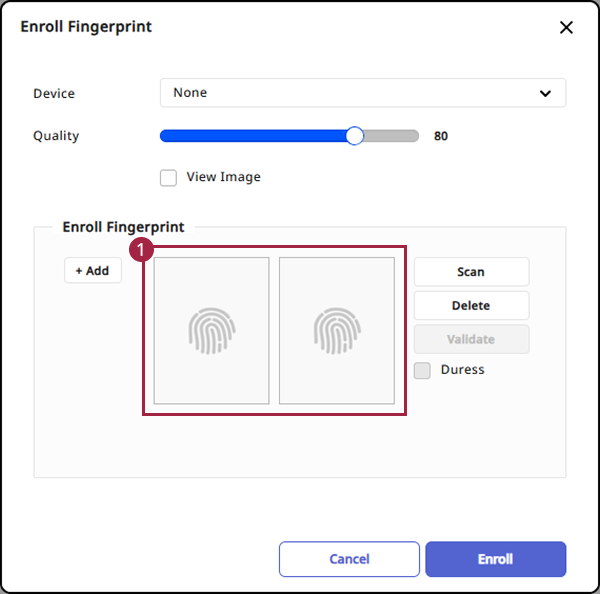 Enroll Fingerprint
Device
None
Quality
80
View Image
Enroll Fingerprint
1
+ Add
Scan
Delete
Validate
Duress
Cancel
Enroll